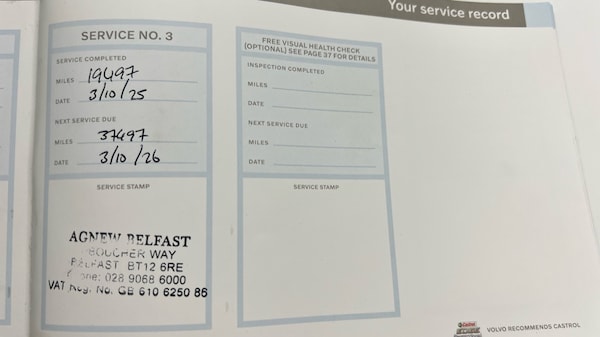 Your service record
SERVICE NO. 3
SERVICE COMPLETED
MILES 19497
DATE 3/10/25
NEXT SERVICE DUE
MILES 37497
DATE 3/10/26
SERVICE STAMP
AGNEW BELFAST
BOUCHER WAY
BELFAST BT12 6RE
028 9068 6000
VAT Reg. No. GB 610 6250 86
FREE VISUAL HEALTH CHECK
(OPTIONAL) SEE PAGE 37 FOR DETAILS
INSPECTION COMPLETED
MILES
DATE
NEXT SERVICE DUE
MILES
DATE
SERVICE STAMP
Castrol
VOLVO RECOMMENDS CASTROL